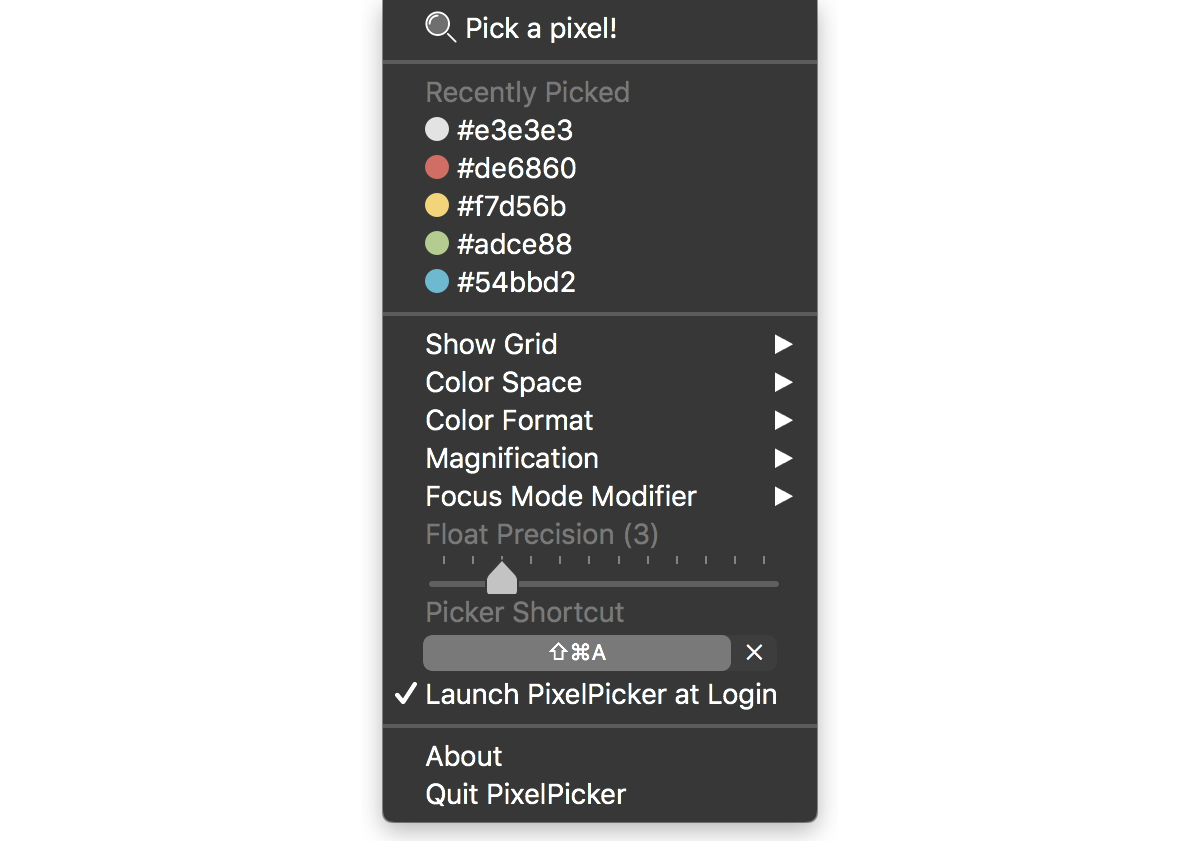 Pick a pixel!
Recently Picked
#e3e3e3
#de6860
#f7d56b
#adce88
#54bbd2
Show Grid
Color Space
Color Format
Magnification
Focus Mode Modifier
Float Precision (3)
Picker Shortcut
⇧⌘A
Launch PixelPicker at Login
About
Quit PixelPicker